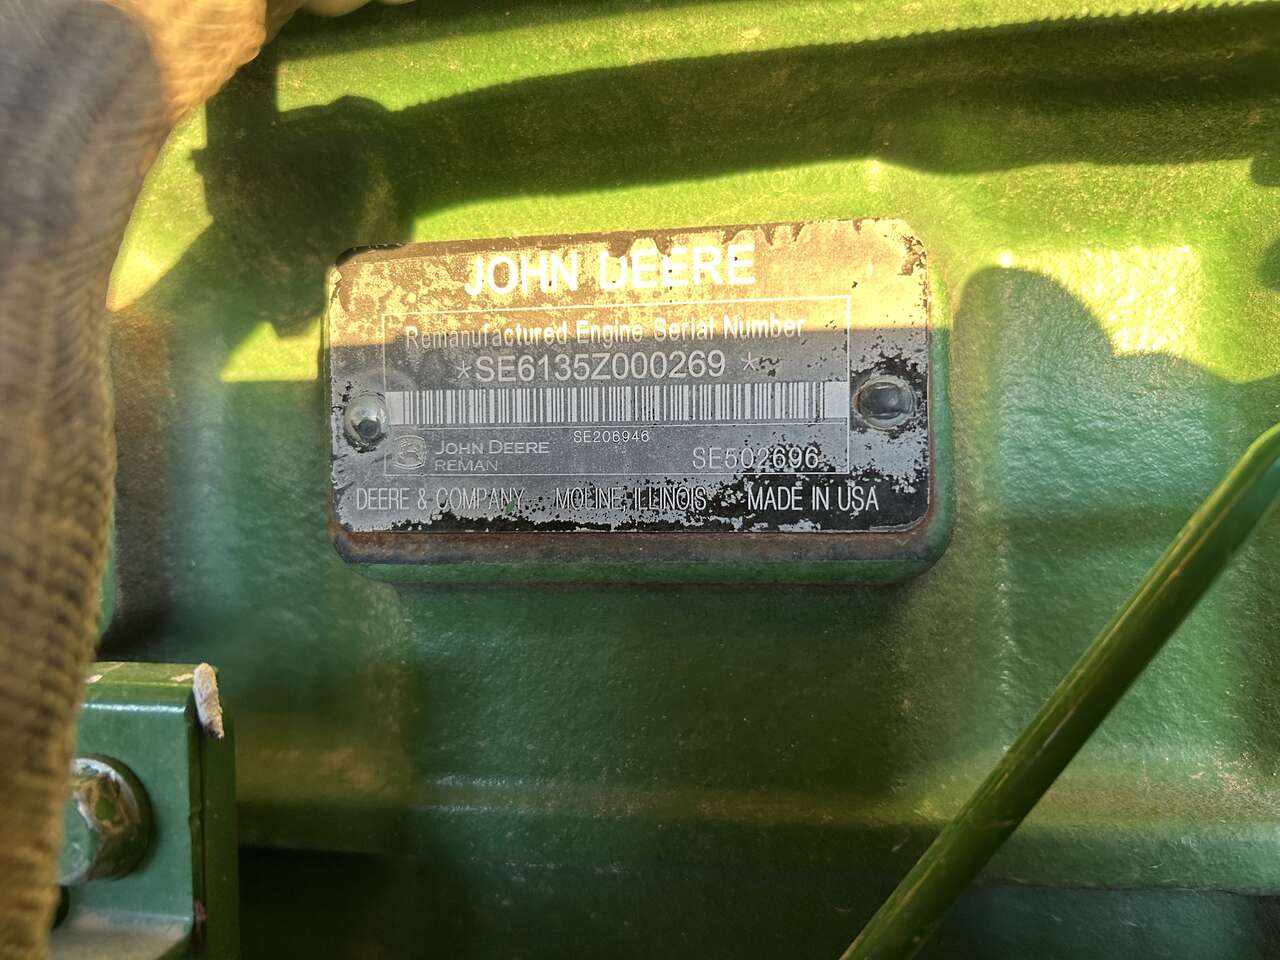 JOHN DEERE
Remanufactured Engine Serial Number
*SE6135Z000269 *
SE206946
JOHN DEERE
REMAN
SE502696
DEERE & COMPANY MOLINE, ILLINOIS MADE IN USA